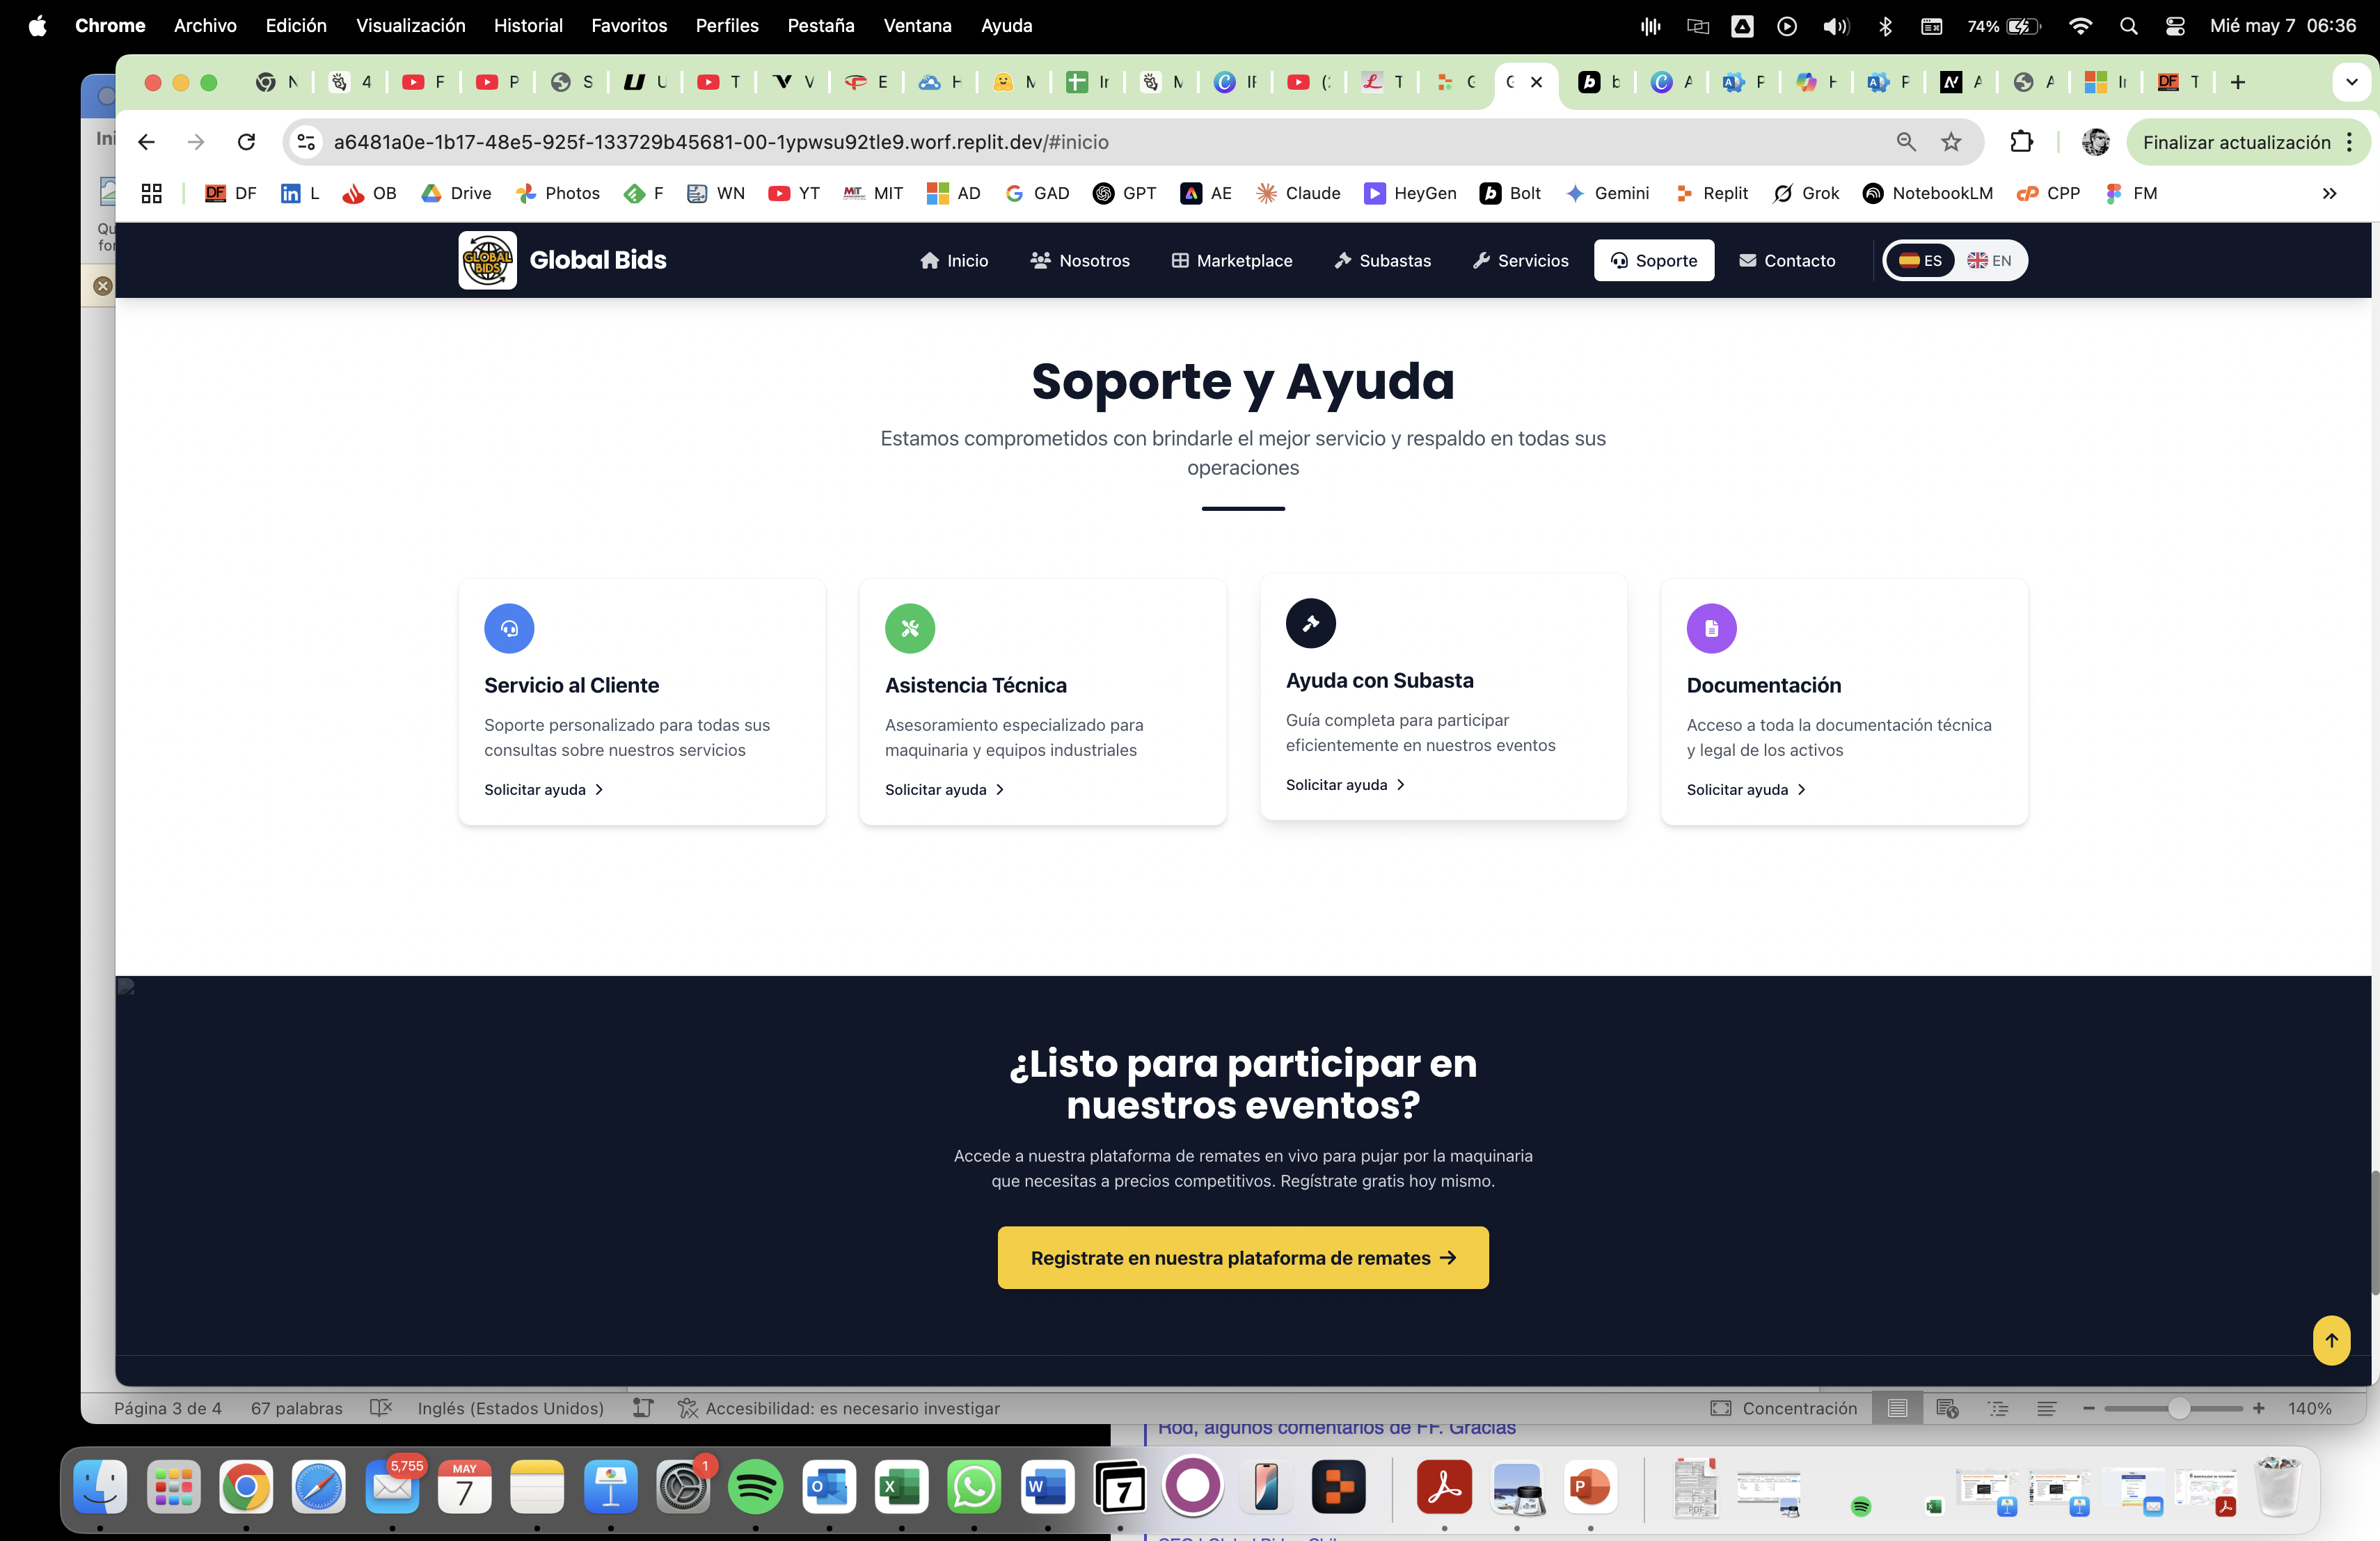 Chrome Archivo Edición Visualización Historial Favoritos Perfiles Pestaña Ventana Ayuda 74% Mié may 7 06:36
N 4 F P S U T V E H M Ir M IF (: T G G b A P H P A A Ir T
Ini
a6481a0e-1b17-48e5-925f-133729b45681-00-1ypwsu92tle9.worf.replit.dev/#inicio Finalizar actualización
DF L OB Drive Photos F WN YT MIT AD GAD GPT AE Claude HeyGen Bolt Gemini Replit Grok NotebookLM CPP FM
Qu
for
GLOBAL BIDS Global Bids Inicio Nosotros Marketplace Subastas Servicios Soporte Contacto ES EN
Soporte y Ayuda
Estamos comprometidos con brindarle el mejor servicio y respaldo en todas sus
operaciones
Servicio al Cliente
Soporte personalizado para todas sus
consultas sobre nuestros servicios
Solicitar ayuda
Asistencia Técnica
Asesoramiento especializado para
maquinaria y equipos industriales
Solicitar ayuda
Ayuda con Subasta
Guía completa para participar
eficientemente en nuestros eventos
Solicitar ayuda
Documentación
Acceso a toda la documentación técnica
y legal de los activos
Solicitar ayuda
¿Listo para participar en
nuestros eventos?
Accede a nuestra plataforma de remates en vivo para pujar por la maquinaria
que necesitas a precios competitivos. Regístrate gratis hoy mismo.
Registrate en nuestra plataforma de remates →
Página 3 de 4 67 palabras Inglés (Estados Unidos) Accesibilidad: es necesario investigar Concentración 140%
Rod, algunos comentarios de FF. Gracias
5,755 MAY 7 1 7